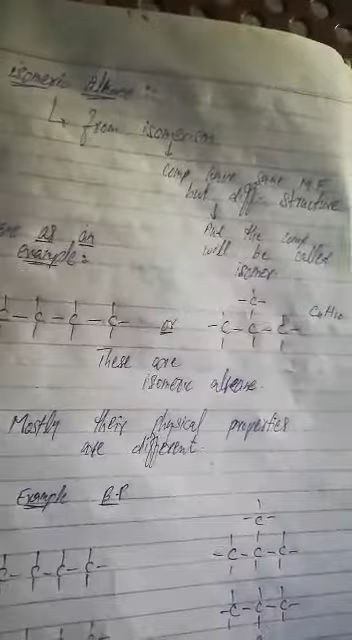 isomeric alkane :-
↳ from isomerism
↓
comp have same M.F
but diff. structure
↓
But the comp
will be called
isomer
as an
example:
-C-C-C- or -C-C-C- C4H10
These are
isomeric alkane.
Mostly their physical properties
are different.
Example B.P
-C-
C-C-C-C- -C-C-C-
-C-C-C-